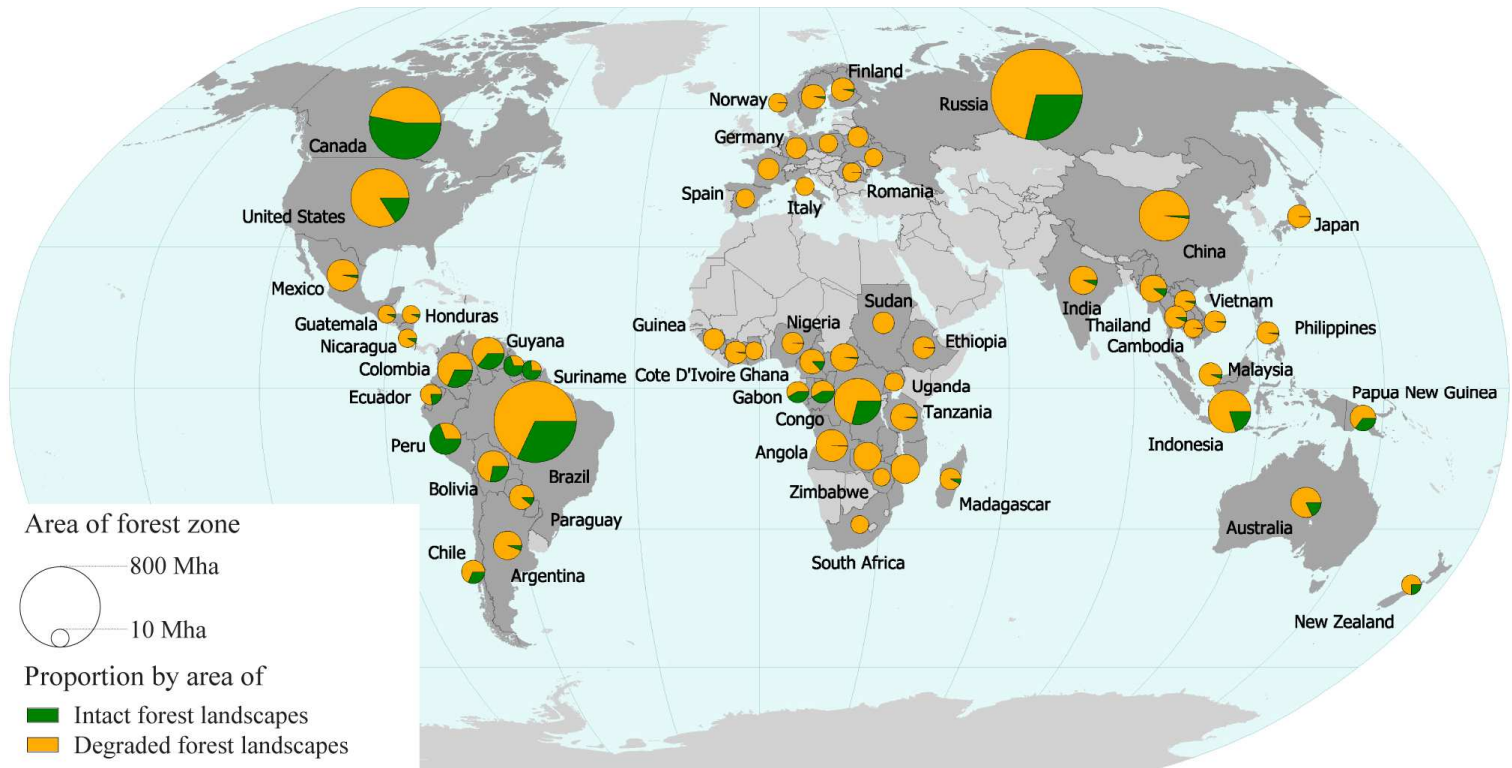 Finland
Norway
Russia
Canada
Germany
Romania
Spain
Italy
United States
Japan
China
Mexico
Sudan
India
Vietnam
Guatemala
Honduras
Guinea
Nigeria
Thailand
Philippines
Nicaragua
Guyana
Ethiopia
Cambodia
Colombia
Cote D'Ivoire
Ghana
Malaysia
Suriname
Uganda
Ecuador
Gabon
Papua New Guinea
Congo
Tanzania
Peru
Indonesia
Angola
Brazil
Bolivia
Zimbabwe
Madagascar
Paraguay
Australia
Chile
South Africa
Argentina
New Zealand
Area of forest zone
800 Mha
10 Mha
Proportion by area of
Intact forest landscapes
Degraded forest landscapes